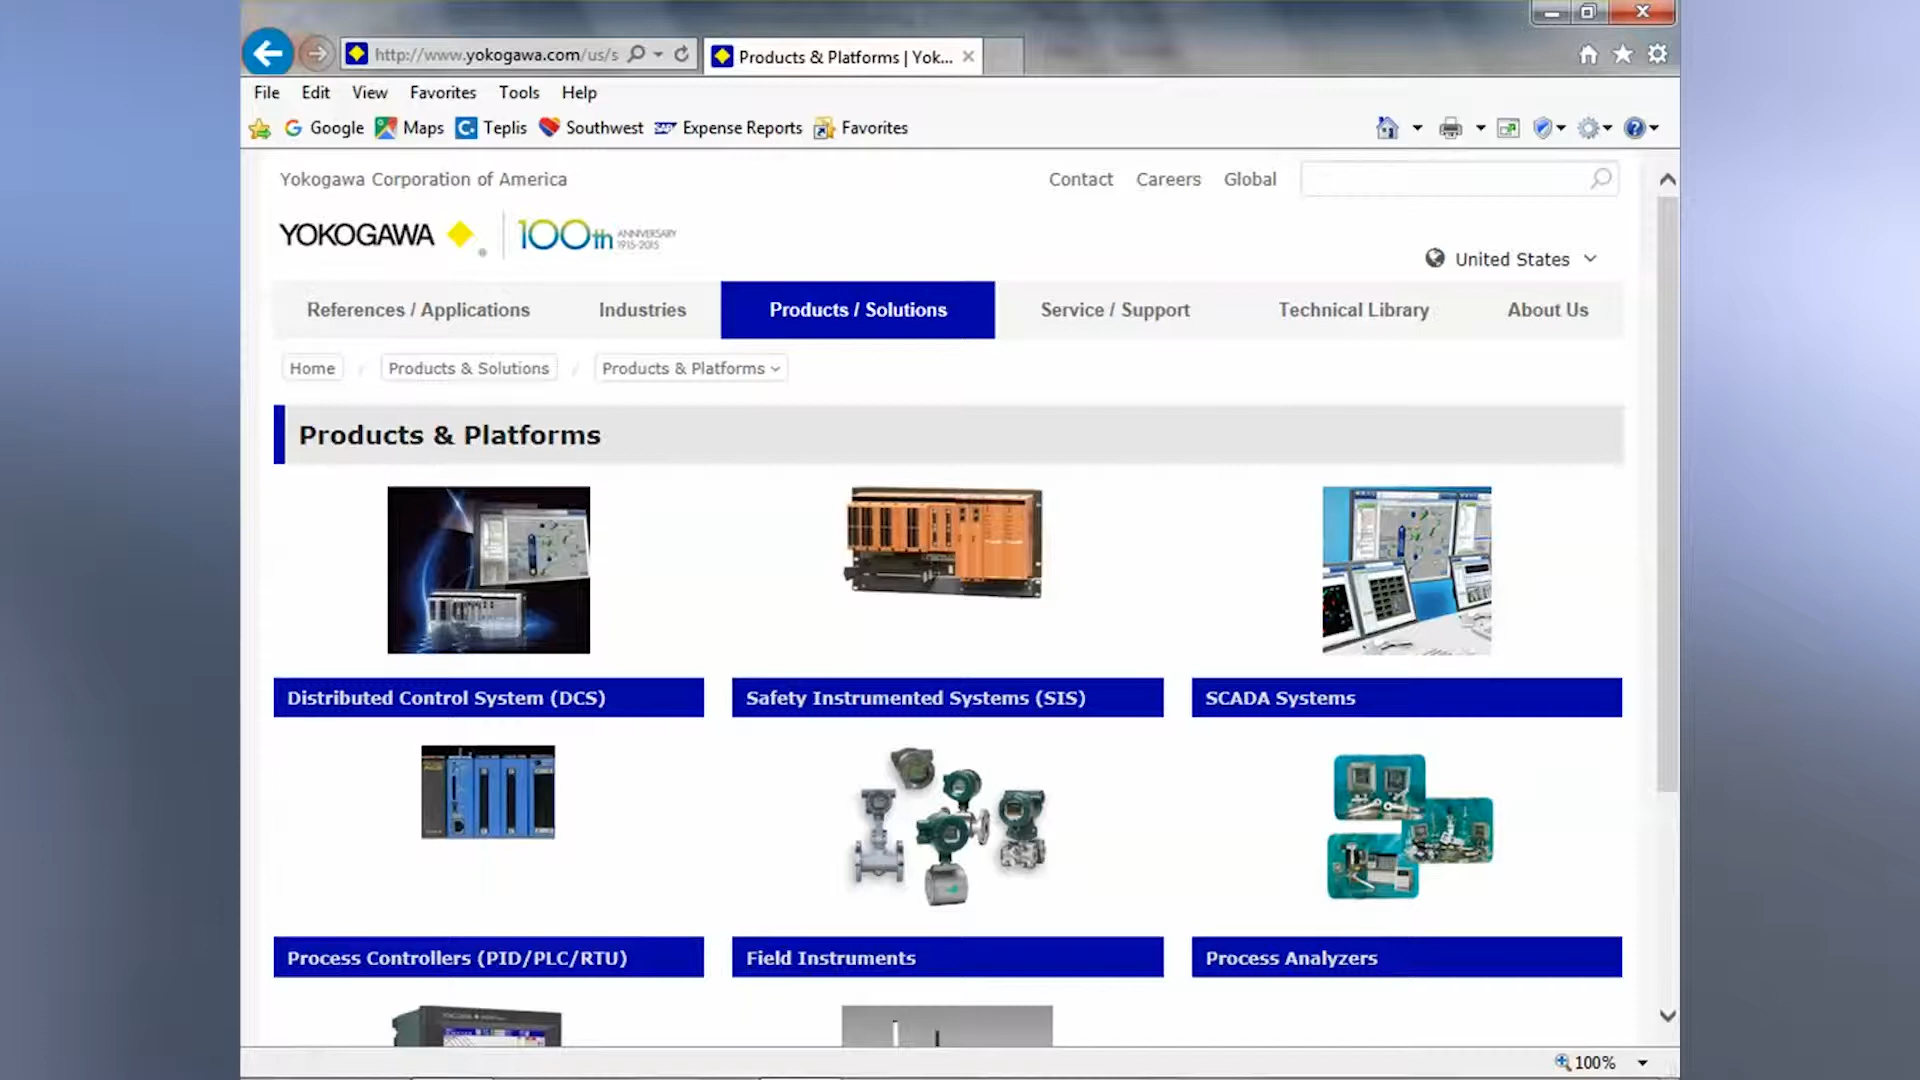 http://www.yokogawa.com/us/s
Products & Platforms | Yok...
File Edit View Favorites Tools Help
Google Maps Teplis Southwest Expense Reports Favorites
Yokogawa Corporation of America
Contact Careers Global
YOKOGAWA
100th ANNIVERSARY
1915-2015
United States
References / Applications Industries Products / Solutions Service / Support Technical Library About Us
Home / Products & Solutions / Products & Platforms
Products & Platforms
Distributed Control System (DCS) Safety Instrumented Systems (SIS) SCADA Systems
Process Controllers (PID/PLC/RTU) Field Instruments Process Analyzers
100%